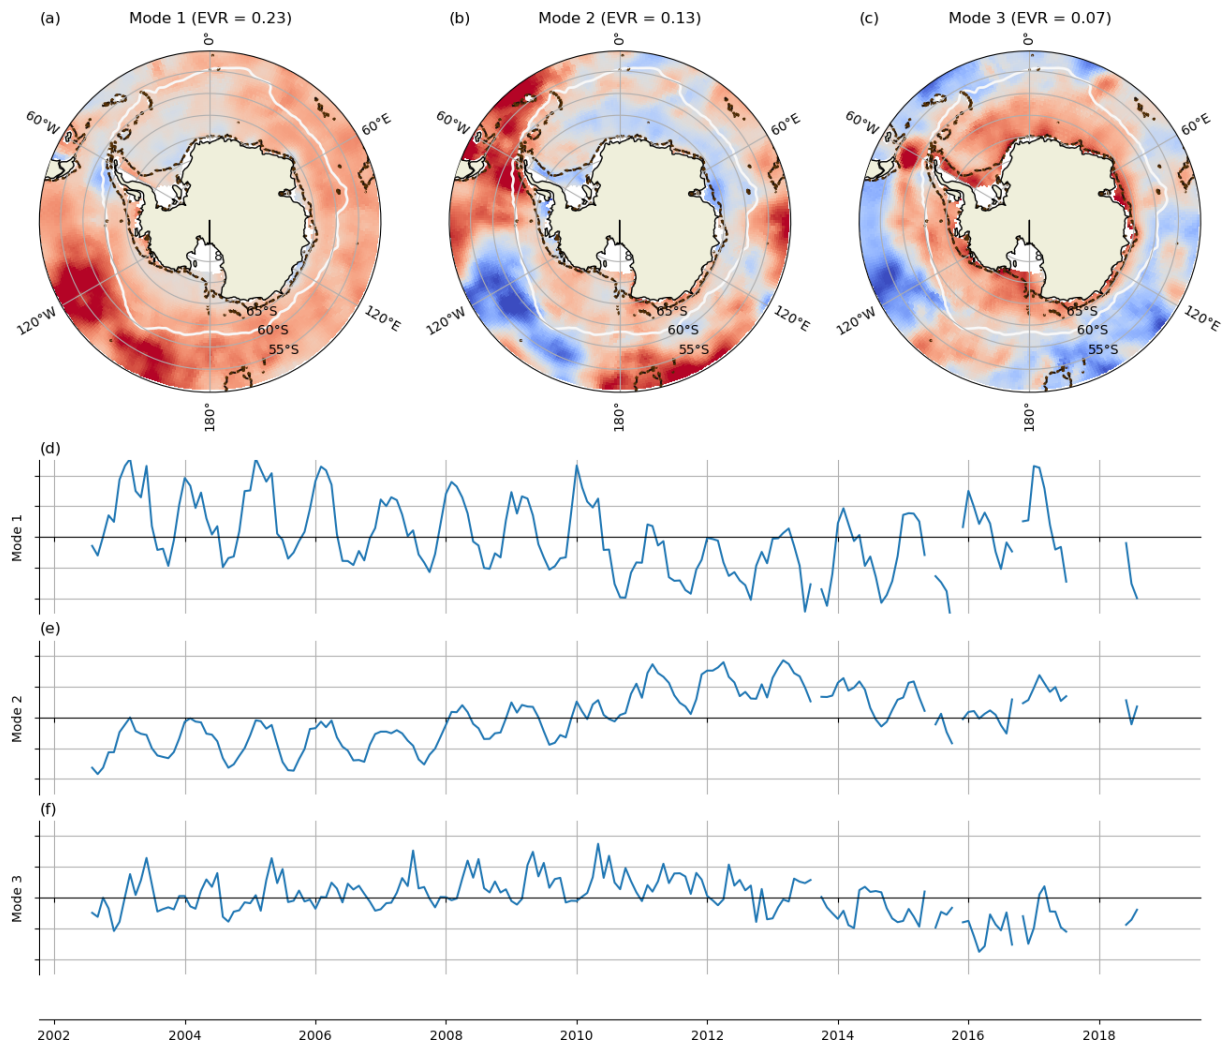 (a) Mode 1 (EVR = 0.23)
(b) Mode 2 (EVR = 0.13)
(c) Mode 3 (EVR = 0.07)
0°
60°E
120°E
180°
120°W
60°W
65°S
60°S
55°S
8
0°
60°E
120°E
180°
120°W
60°W
65°S
60°S
55°S
8
0°
60°E
120°E
180°
120°W
60°W
65°S
60°S
55°S
8
(d)
Mode 1
(e)
Mode 2
(f)
Mode 3
2002 2004 2006 2008 2010 2012 2014 2016 2018